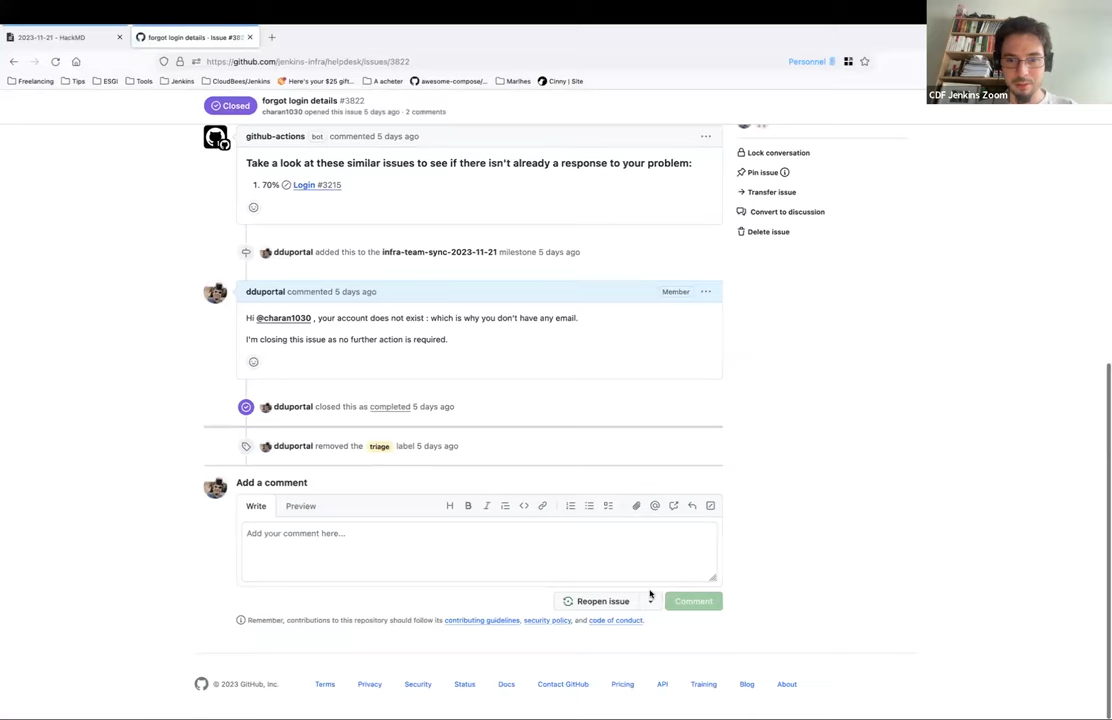 2023-11-21 - HackMD
forgot login details · Issue #382
https://github.com/jenkins-infra/helpdesk/issues/3822
Personnel
Freelancing
Tips
ESGI
Tools
Jenkins
CloudBees/Jenkins
Here's your $25 gift...
A acheter
awesome-compose/...
Marlhes
Cinny | Site
CDF Jenkins Zoom
Closed
forgot login details #3822
charan1030 opened this issue 5 days ago · 2 comments
github-actions bot commented 5 days ago
Take a look at these similar issues to see if there isn't already a response to your problem:
1. 70% Login #3215
dduportal added this to the infra-team-sync-2023-11-21 milestone 5 days ago
dduportal commented 5 days ago
Member
Hi @charan1030 , your account does not exist : which is why you don't have any email.
I'm closing this issue as no further action is required.
dduportal closed this as completed 5 days ago
dduportal removed the triage label 5 days ago
Add a comment
Write
Preview
Add your comment here...
Reopen issue
Comment
Remember, contributions to this repository should follow its contributing guidelines, security policy, and code of conduct.
Lock conversation
Pin issue
Transfer issue
Convert to discussion
Delete issue
© 2023 GitHub, Inc.
Terms
Privacy
Security
Status
Docs
Contact GitHub
Pricing
API
Training
Blog
About